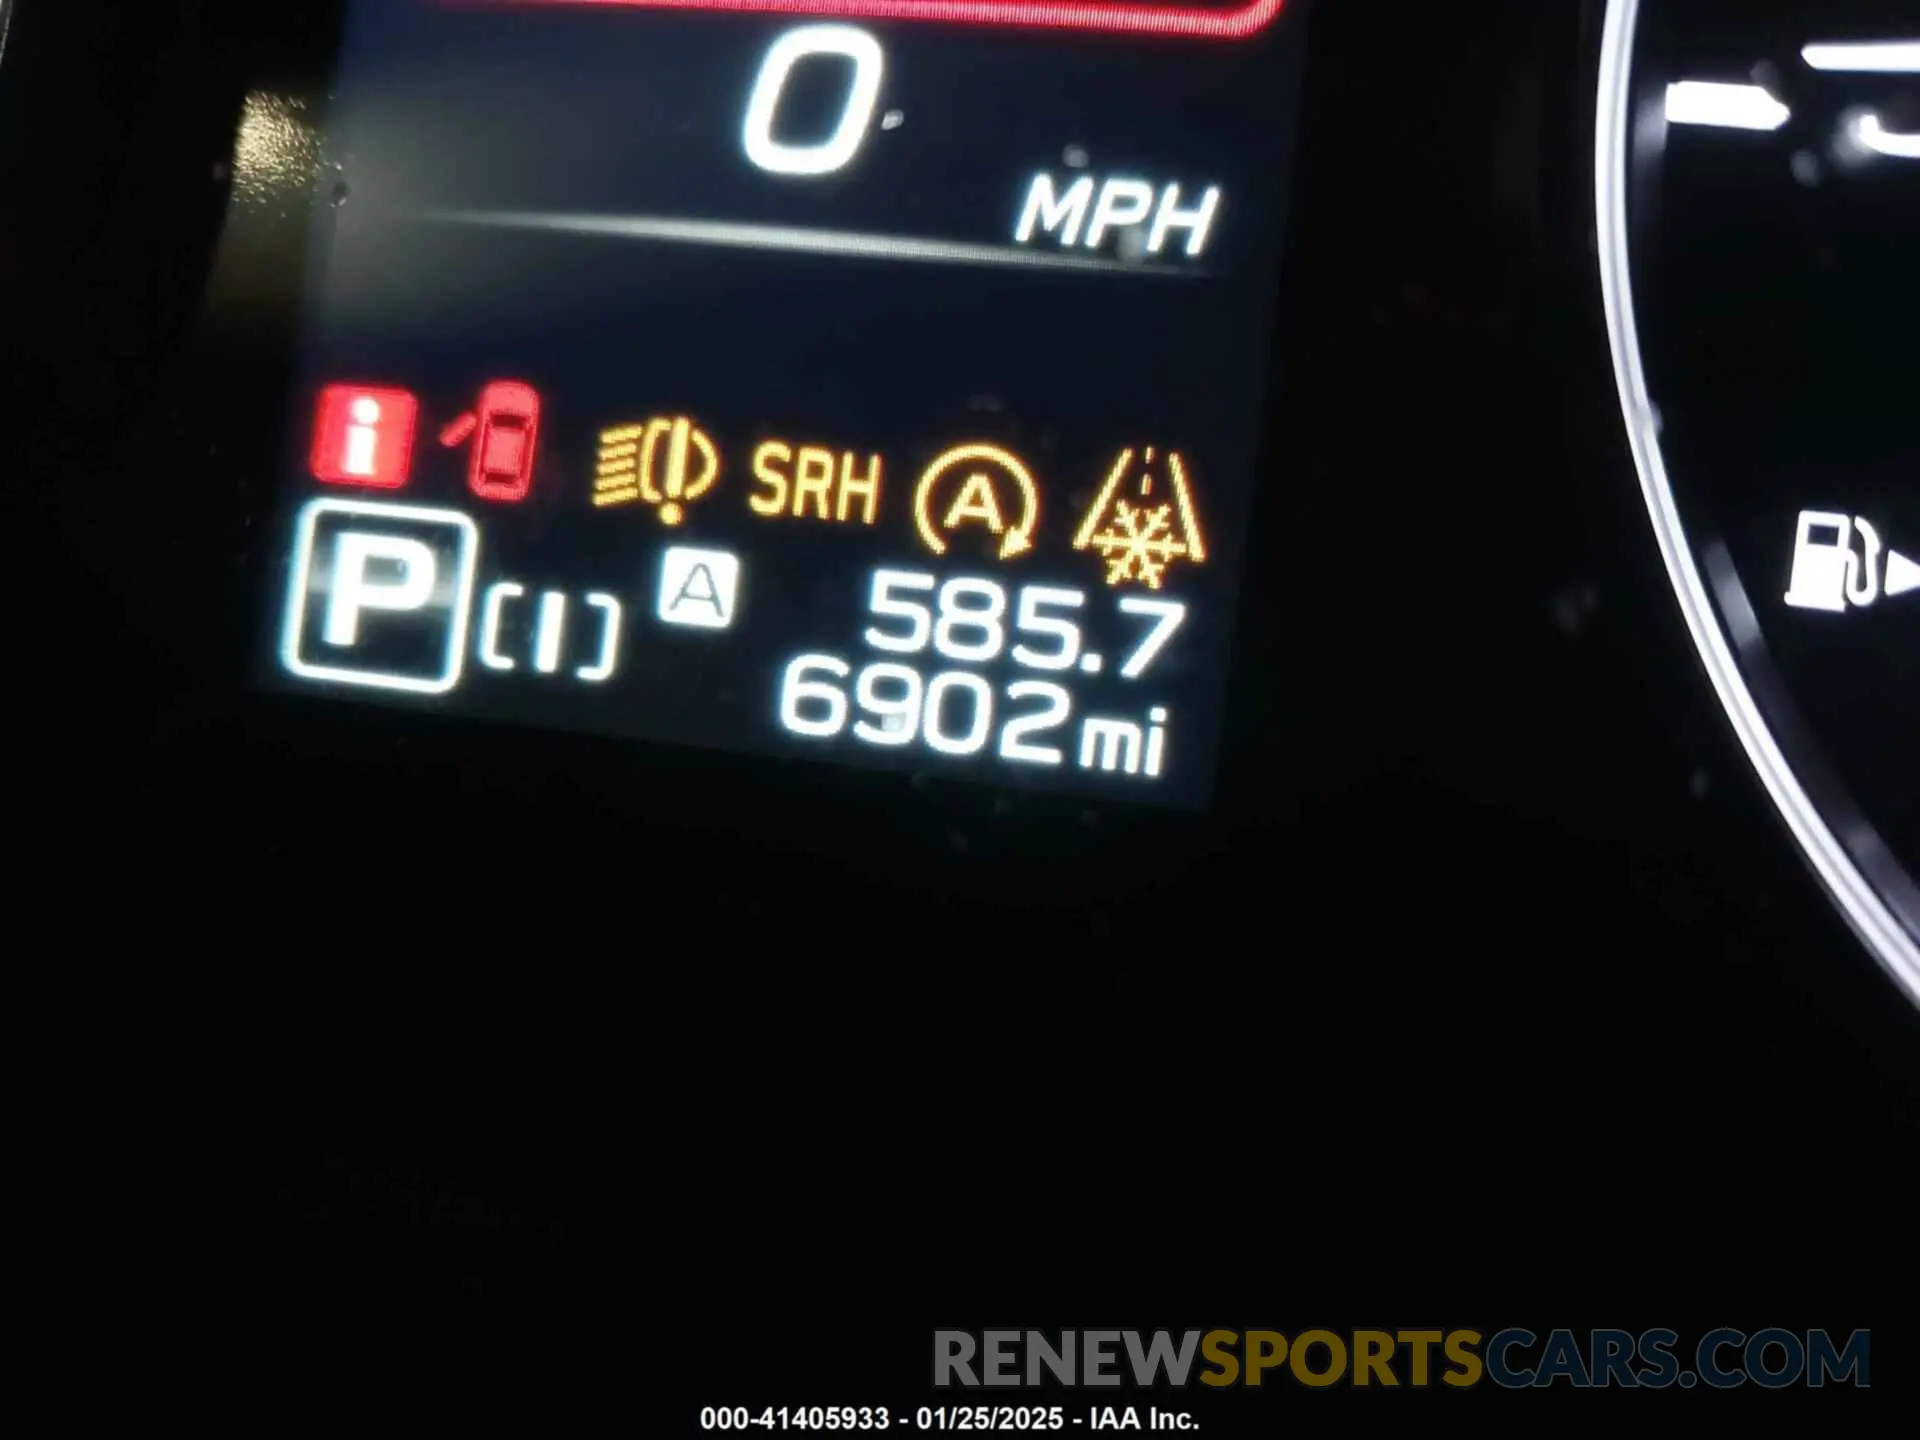 0
MPH
i
SRH
A
P
A
585.7
6902 mi
RENEWSPORTSCARS.COM
000-41405933 - 01/25/2025 - IAA Inc.